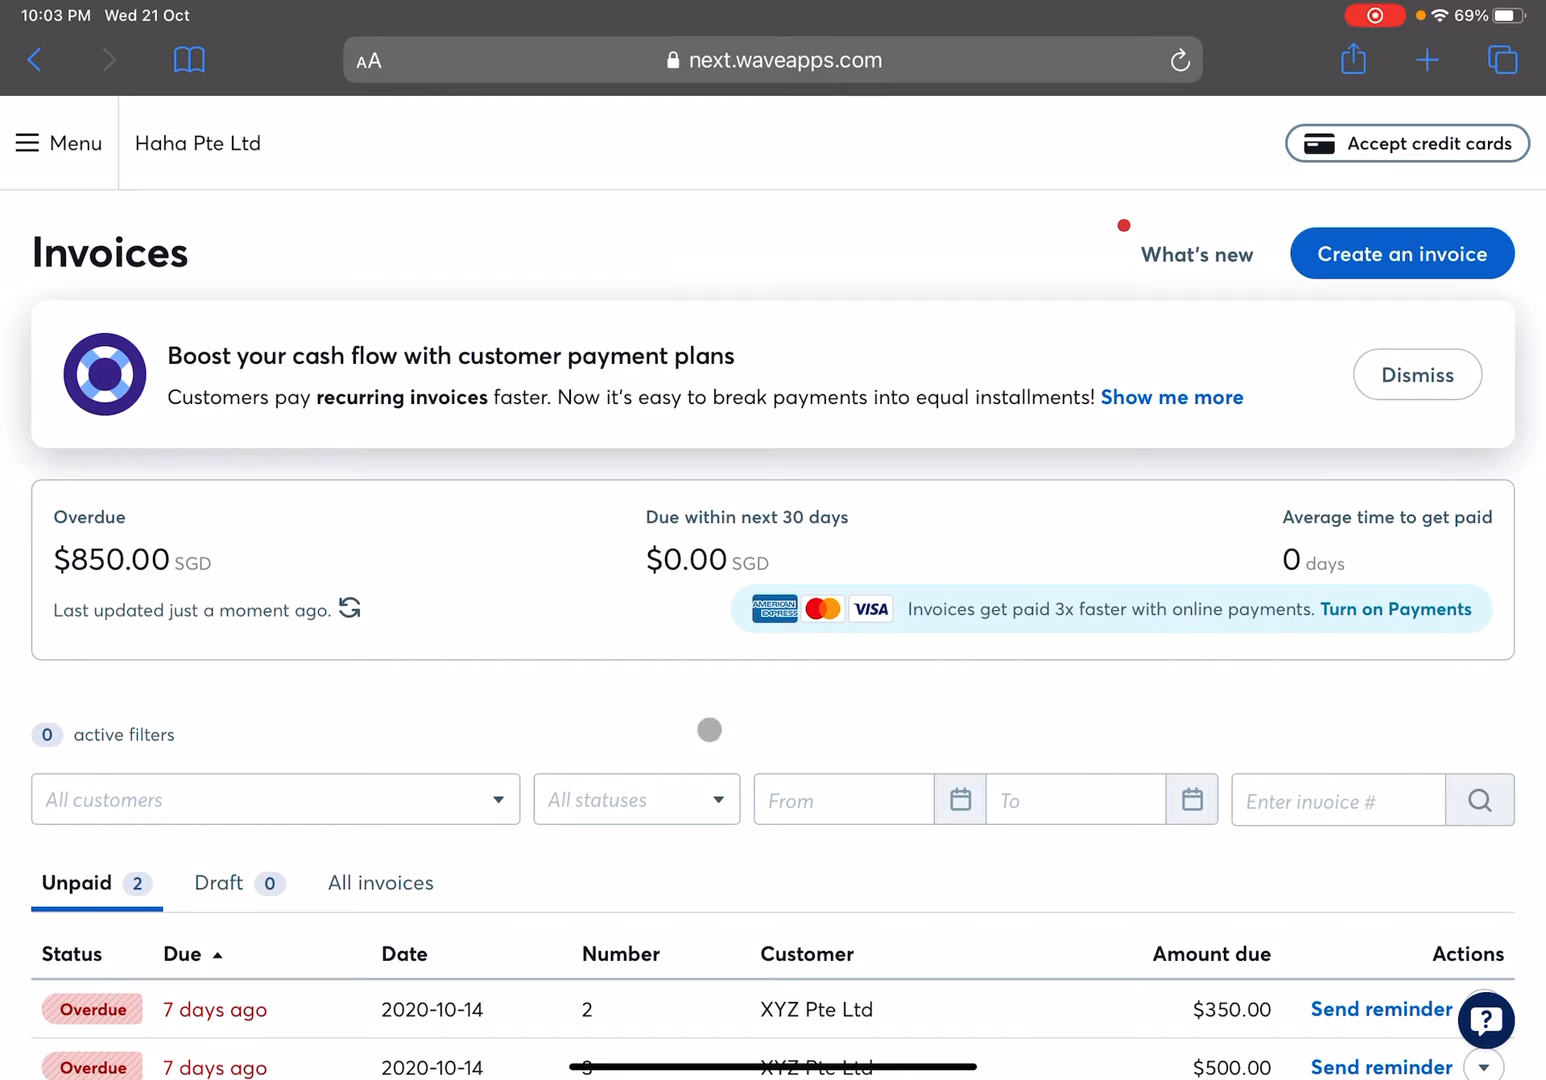 10:03 PM Wed 21 Oct
69%
AA
next.waveapps.com
Menu
Haha Pte Ltd
Accept credit cards
Invoices
What's new
Create an invoice
Boost your cash flow with customer payment plans
Customers pay recurring invoices faster. Now it's easy to break payments into equal installments! Show me more
Dismiss
Overdue
$850.00 SGD
Last updated just a moment ago.
Due within next 30 days
$0.00 SGD
Average time to get paid
0 days
AMERICAN EXPRESS
VISA
Invoices get paid 3x faster with online payments. Turn on Payments
0 active filters
All customers
All statuses
From
To
Enter invoice #
Unpaid 2 Draft 0 All invoices
Status Due Date Number Customer Amount due Actions
Overdue 7 days ago 2020-10-14 2 XYZ Pte Ltd $350.00 Send reminder
Overdue 7 days ago 2020-10-14 3 XYZ Pte Ltd $500.00 Send reminder